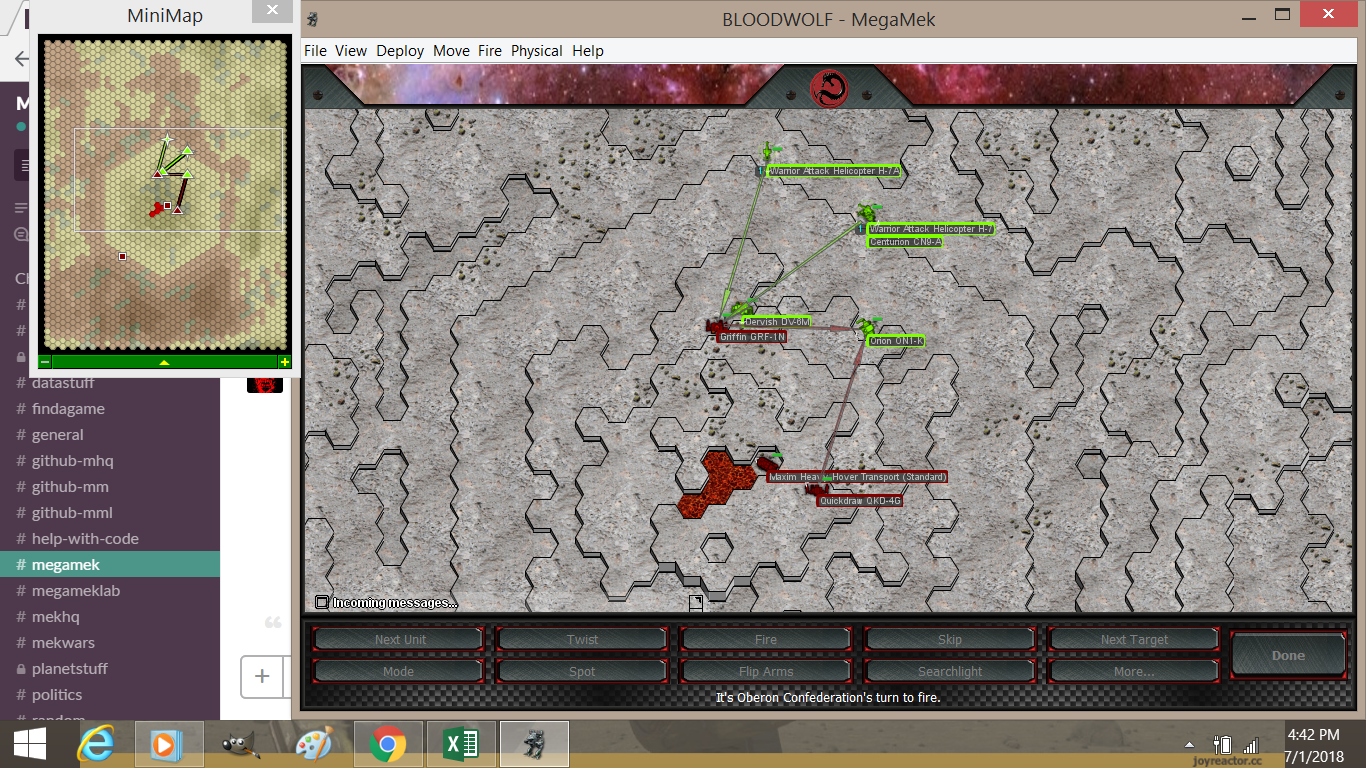 MiniMap
BLOODWOLF - MegaMek
File View Deploy Move Fire Physical Help
Warrior Attack Helicopter H-7A
Warrior Attack Helicopter H-7
Centurion CN9-A
Dervish DV-6M
Griffin GRF-1N
Orion ON1-K
Maxim Heavy Hover Transport (Standard)
Quickdraw QKD-4G
Incoming messages...
M
# datastuff
# findagame
# general
# github-mhq
# github-mm
# github-mml
# help-with-code
# megamek
# megameklab
# mekhq
# mekwars
planetstuff
# politics
# random
Next Unit Twist Fire Skip Next Target
Done
Mode Spot Flip Arms Searchlight More...
It's Oberon Confederation's turn to fire.
4:42 PM
7/1/2018
joyreactor.cc